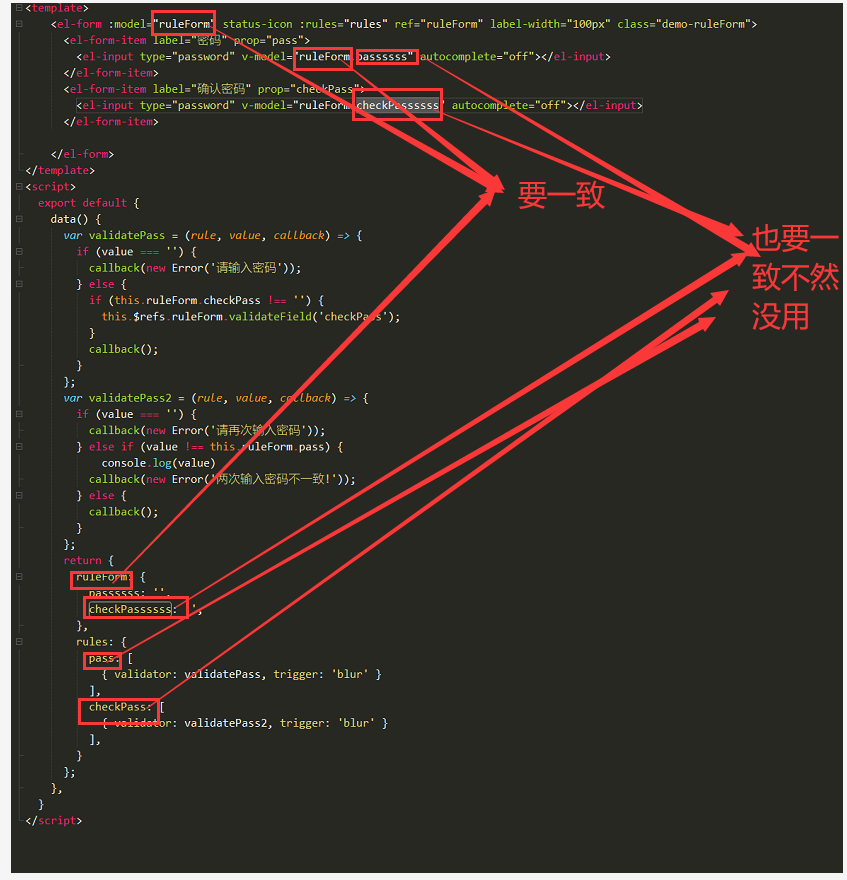 <template>
<el-form :model="ruleForm" status-icon :rules="rules" ref="ruleForm" label-width="100px" class="demo-ruleForm">
<el-form-item label="密码" prop="pass">
<el-input type="password" v-model="ruleForm.passssss" autocomplete="off"></el-input>
</el-form-item>
<el-form-item label="确认密码" prop="checkPass">
<el-input type="password" v-model="ruleForm.checkPassssss" autocomplete="off"></el-input>
</el-form-item>
</el-form>
</template>
<script>
export default {
data() {
var validatePass = (rule, value, callback) => {
if (value === '') {
callback(new Error('请输入密码'));
} else {
if (this.ruleForm.checkPass !== '') {
this.$refs.ruleForm.validateField('checkPass');
}
callback();
}
};
var validatePass2 = (rule, value, callback) => {
if (value === '') {
callback(new Error('请再次输入密码'));
} else if (value !== this.ruleForm.pass) {
console.log(value)
callback(new Error('两次输入密码不一致!'));
} else {
callback();
}
};
return {
ruleForm: {
passssss: '',
checkPassssss: '',
},
rules: {
pass: [
{ validator: validatePass, trigger: 'blur' }
],
checkPass: [
{ validator: validatePass2, trigger: 'blur' }
],
}
};
},
}
</script>
要一致
也要一
致不然
没用